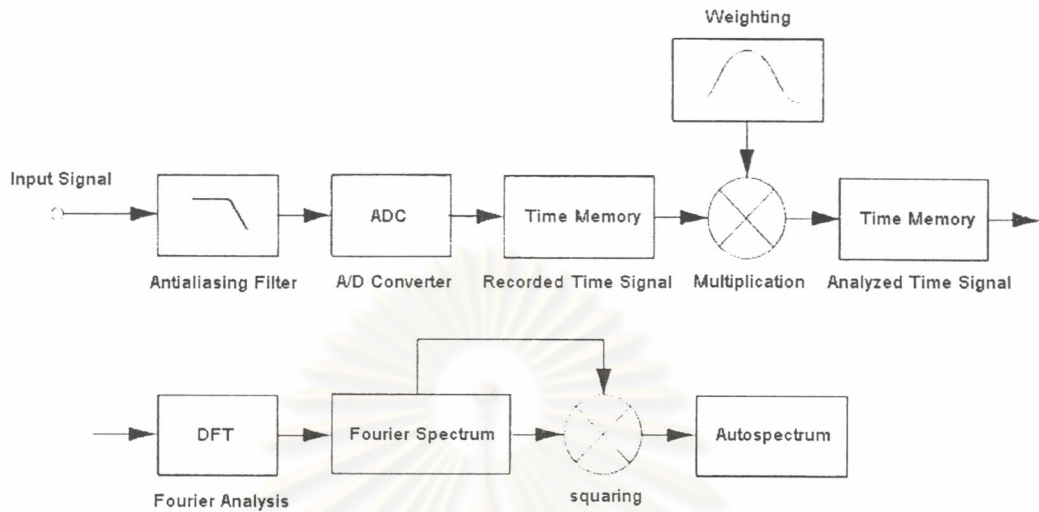 Weighting
Input Signal
ADC
Time Memory
Time Memory
Antialiasing Filter
A/D Converter
Recorded Time Signal
Multiplication
Analyzed Time Signal
DFT
Fourier Spectrum
Autospectrum
Fourier Analysis
squaring